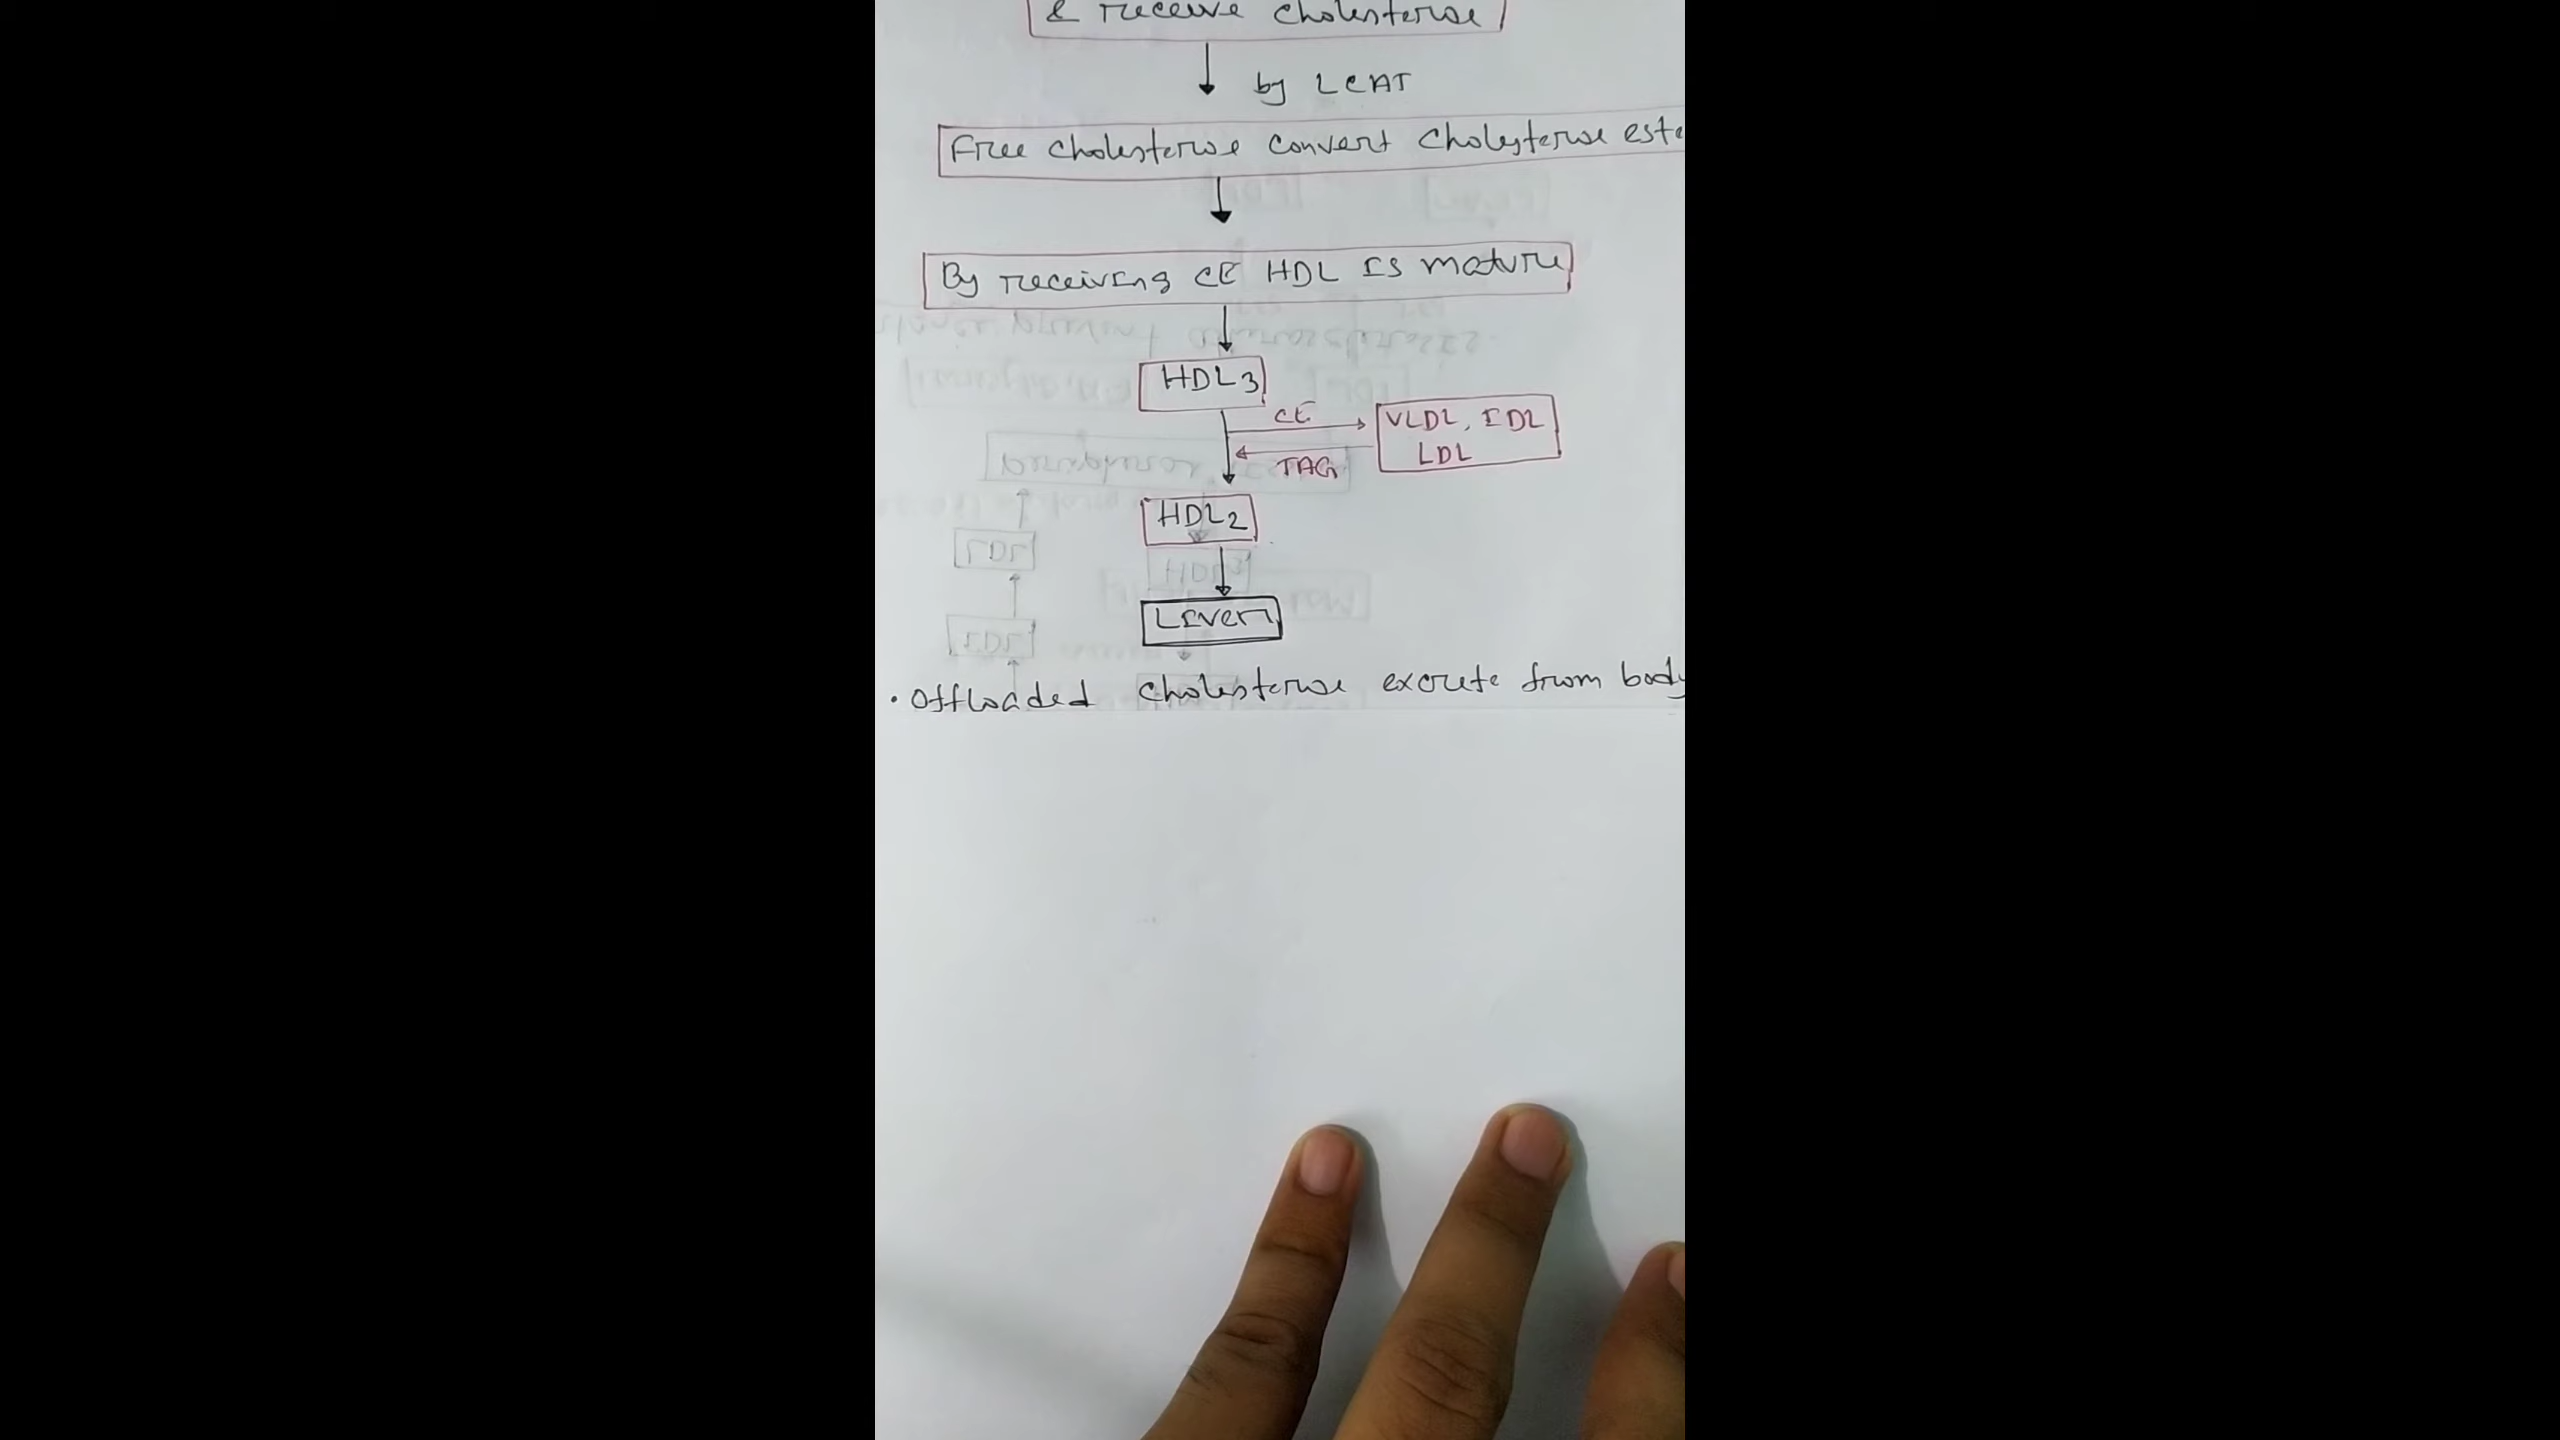 & receive cholesterol
by LCAT
Free cholesterol convert cholesterol este
By receiving CE HDL is mature
HDL3
CE
VLDL, IDL
LDL
TAG
HDL2
Liver
• Offloaded cholesterol excrete from body